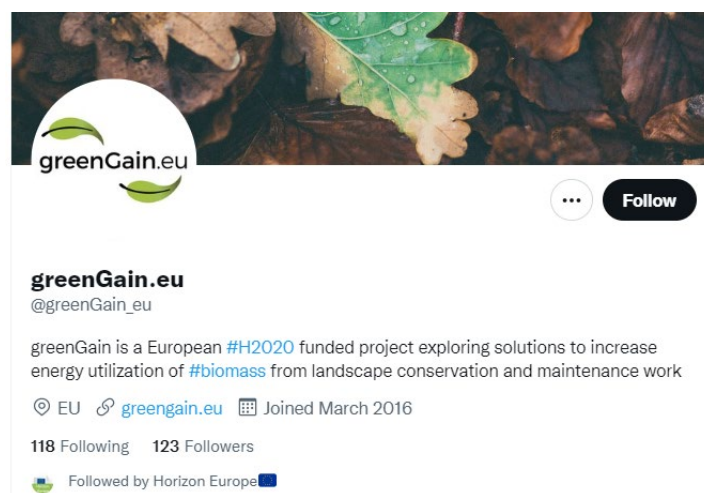 greenGain.eu
Follow
greenGain.eu
@greenGain_eu
greenGain is a European #H2020 funded project exploring solutions to increase
energy utilization of #biomass from landscape conservation and maintenance work
EU greengain.eu Joined March 2016
118 Following 123 Followers
Followed by Horizon Europe🇪🇺